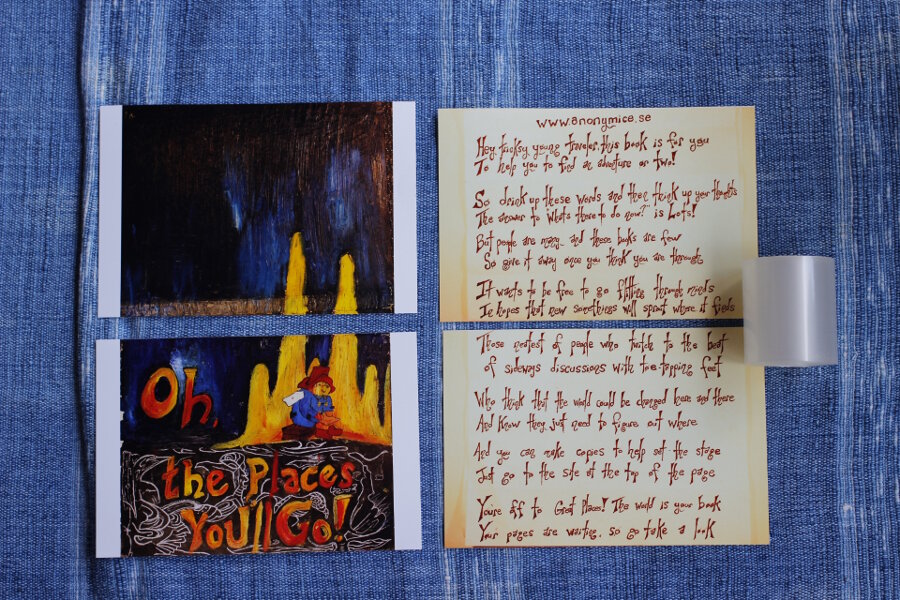 Oh,
the Places
You'll Go!
www.anonymice.se
Hey tricksy young traveler, this book is for you
To help you to find an adventure or two!
So drink up these words and then think up your thoughts
The answer to "What's there to do now?" is Lots!
But people are many and these books are few
So give it away once you think you are through
It wants to be free to go flitting through minds
In hopes that new somethings will sprout where it finds
Those neatest of people who twitch to the beat
of sideways discussions with toe-tapping feet
Who think that the world could be changed here and there
And know they just need to figure out where
And you can make copies to help set the stage
Just go to the site at the top of the page
You're off to Great Places! The world is your book
Your pages are waiting, so go take a look